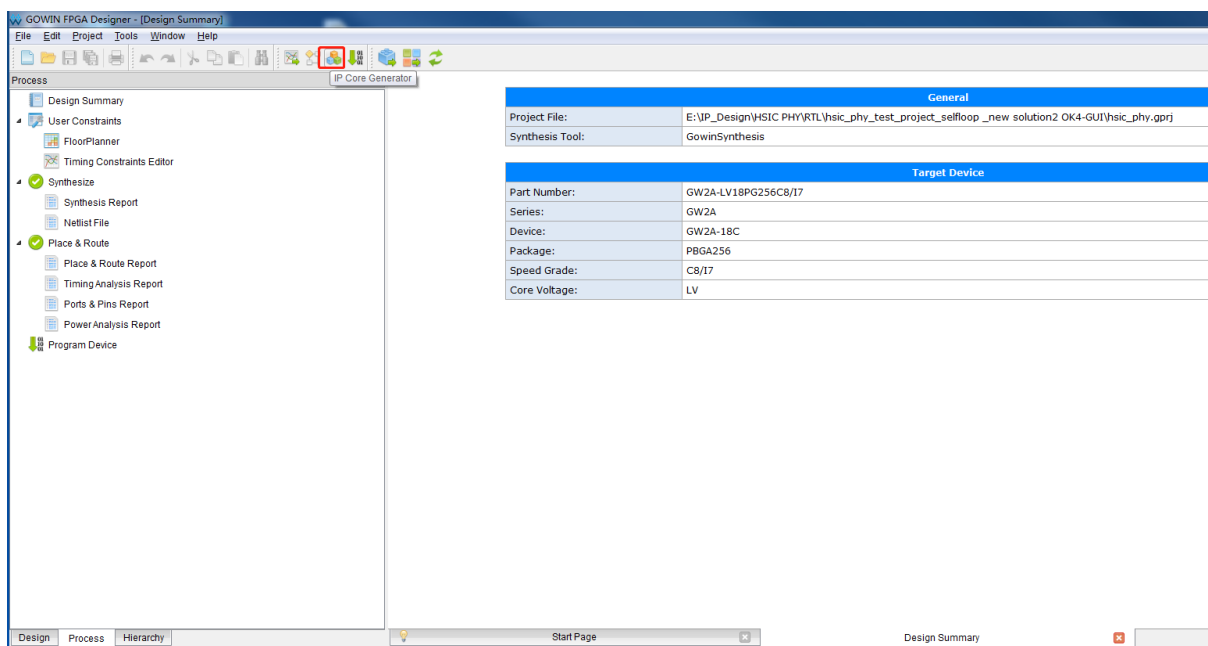 GOWIN FPGA Designer - [Design Summary]
File Edit Project Tools Window Help
IP Core Generator
Process
Design Summary
User Constraints
FloorPlanner
Timing Constraints Editor
Synthesize
Synthesis Report
Netlist File
Place & Route
Place & Route Report
Timing Analysis Report
Ports & Pins Report
Power Analysis Report
Program Device
General
Project File: E:\IP_Design\HSIC PHY\RTL\hsic_phy_test_project_selfloop _new solution2 OK4-GUI\hsic_phy.gprj
Synthesis Tool: GowinSynthesis
Target Device
Part Number: GW2A-LV18PG256C8/I7
Series: GW2A
Device: GW2A-18C
Package: PBGA256
Speed Grade: C8/I7
Core Voltage: LV
Design Process Hierarchy
Start Page
Design Summary